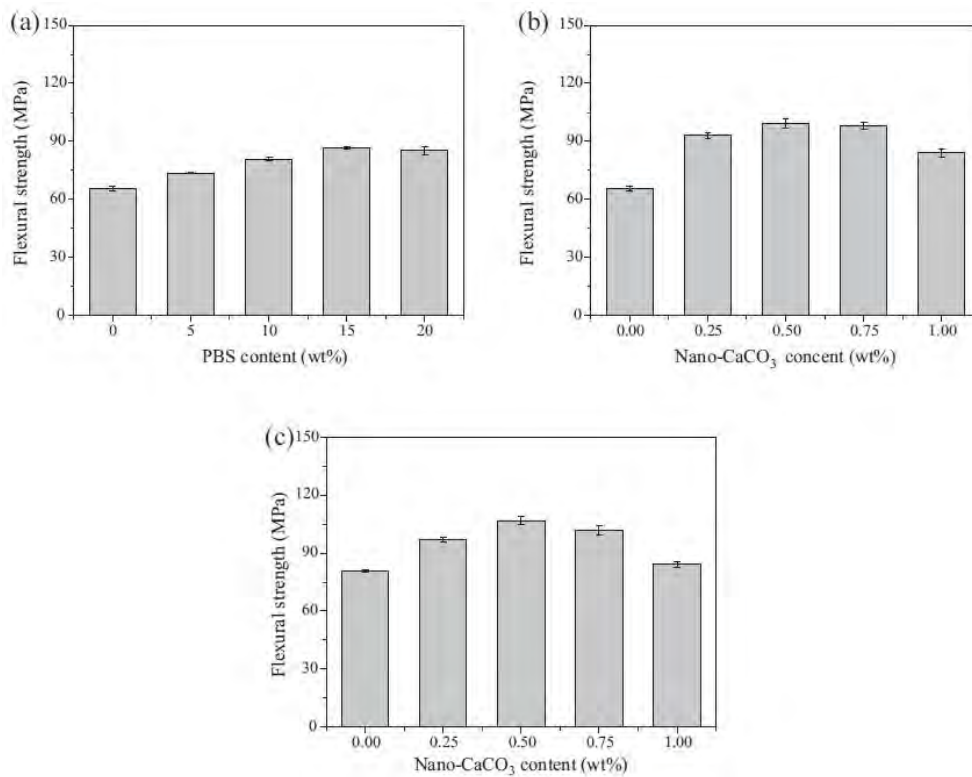 (a)
150
120
90
60
30
0
Flexural strength (MPa)
0 5 10 15 20
PBS content (wt%)
(b)
150
120
90
60
30
0
Flexural strength (MPa)
0.00 0.25 0.50 0.75 1.00
Nano-CaCO₃ concent (wt%)
(c)
150
120
90
60
30
0
Flexural strength (MPa)
0.00 0.25 0.50 0.75 1.00
Nano-CaCO₃ content (wt%)